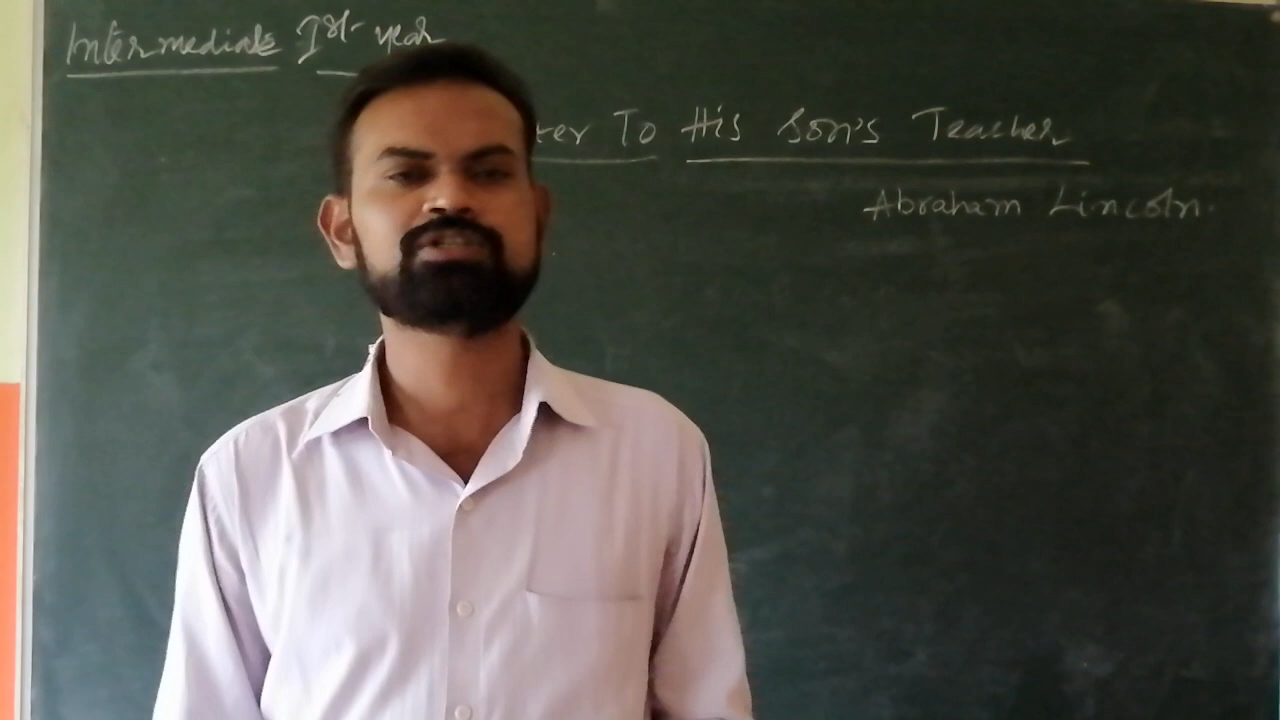 Intermediate Ist year
ter To His Son's Teacher
Abraham Lincoln.